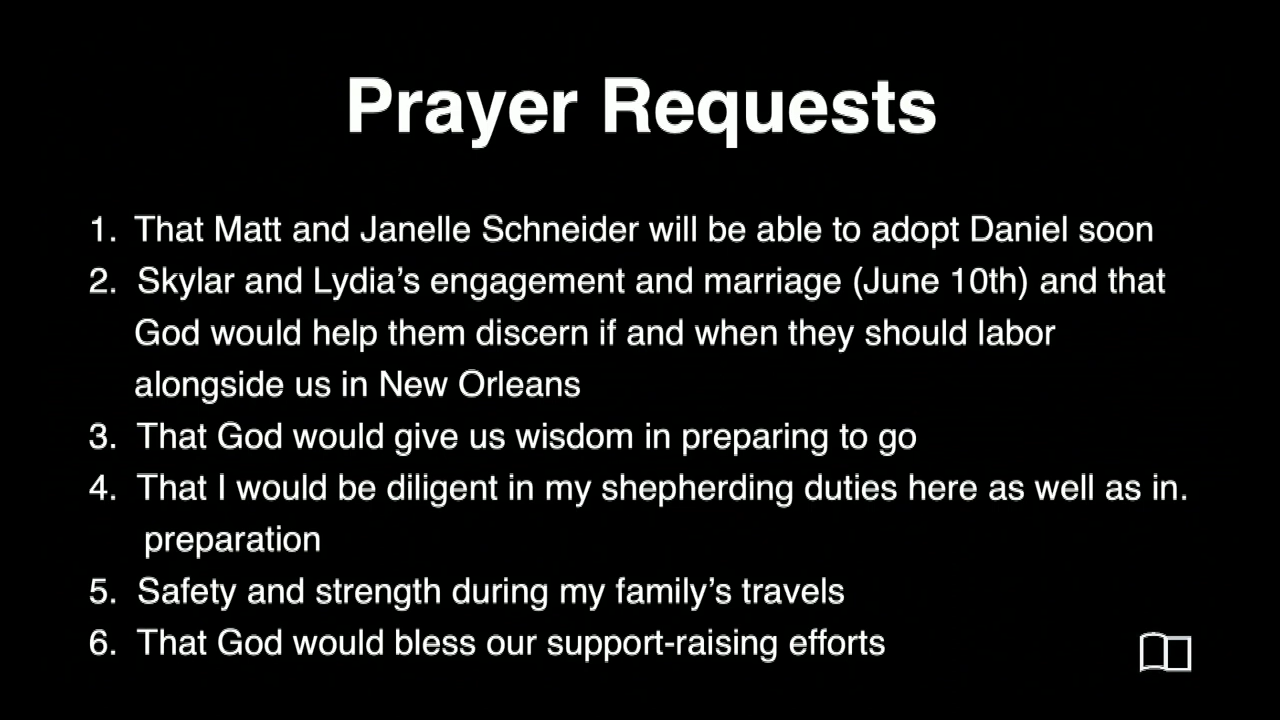 Prayer Requests
1. That Matt and Janelle Schneider will be able to adopt Daniel soon
2. Skylar and Lydia’s engagement and marriage (June 10th) and that
God would help them discern if and when they should labor
alongside us in New Orleans
3. That God would give us wisdom in preparing to go
4. That I would be diligent in my shepherding duties here as well as in.
preparation
5. Safety and strength during my family’s travels
6. That God would bless our support-raising efforts